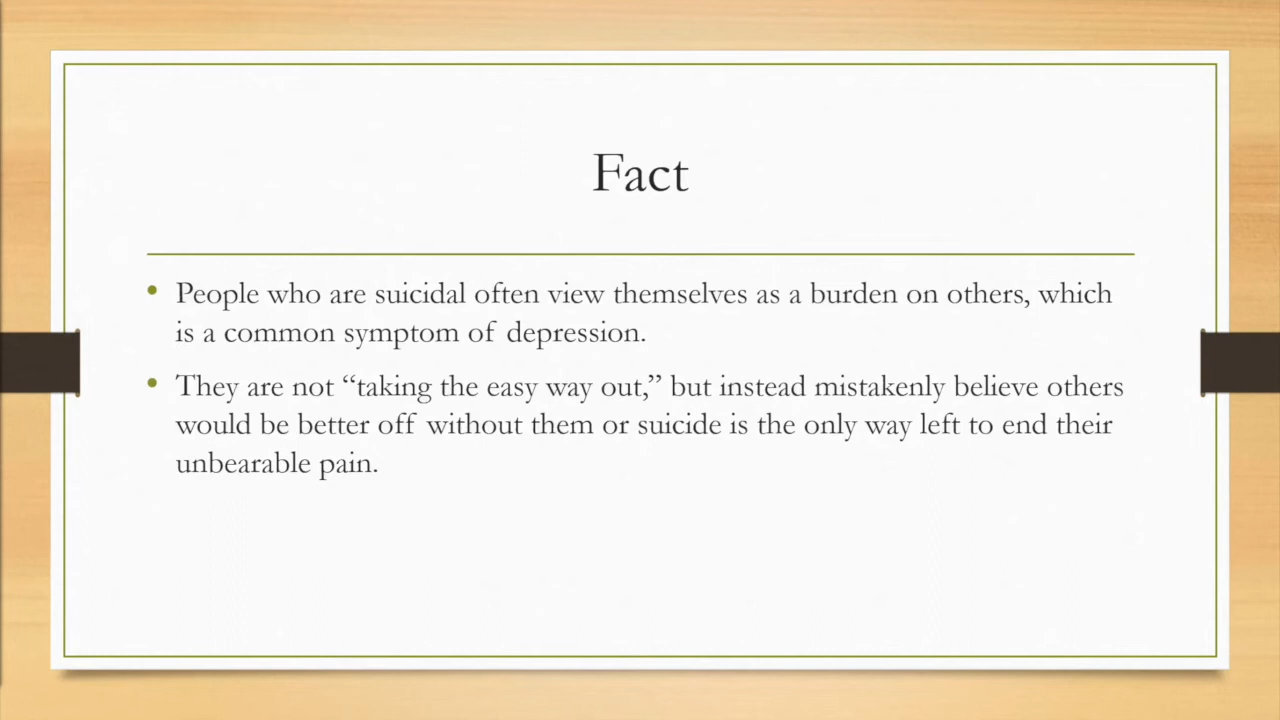 Fact
• People who are suicidal often view themselves as a burden on others, which
is a common symptom of depression.
• They are not “taking the easy way out,” but instead mistakenly believe others
would be better off without them or suicide is the only way left to end their
unbearable pain.